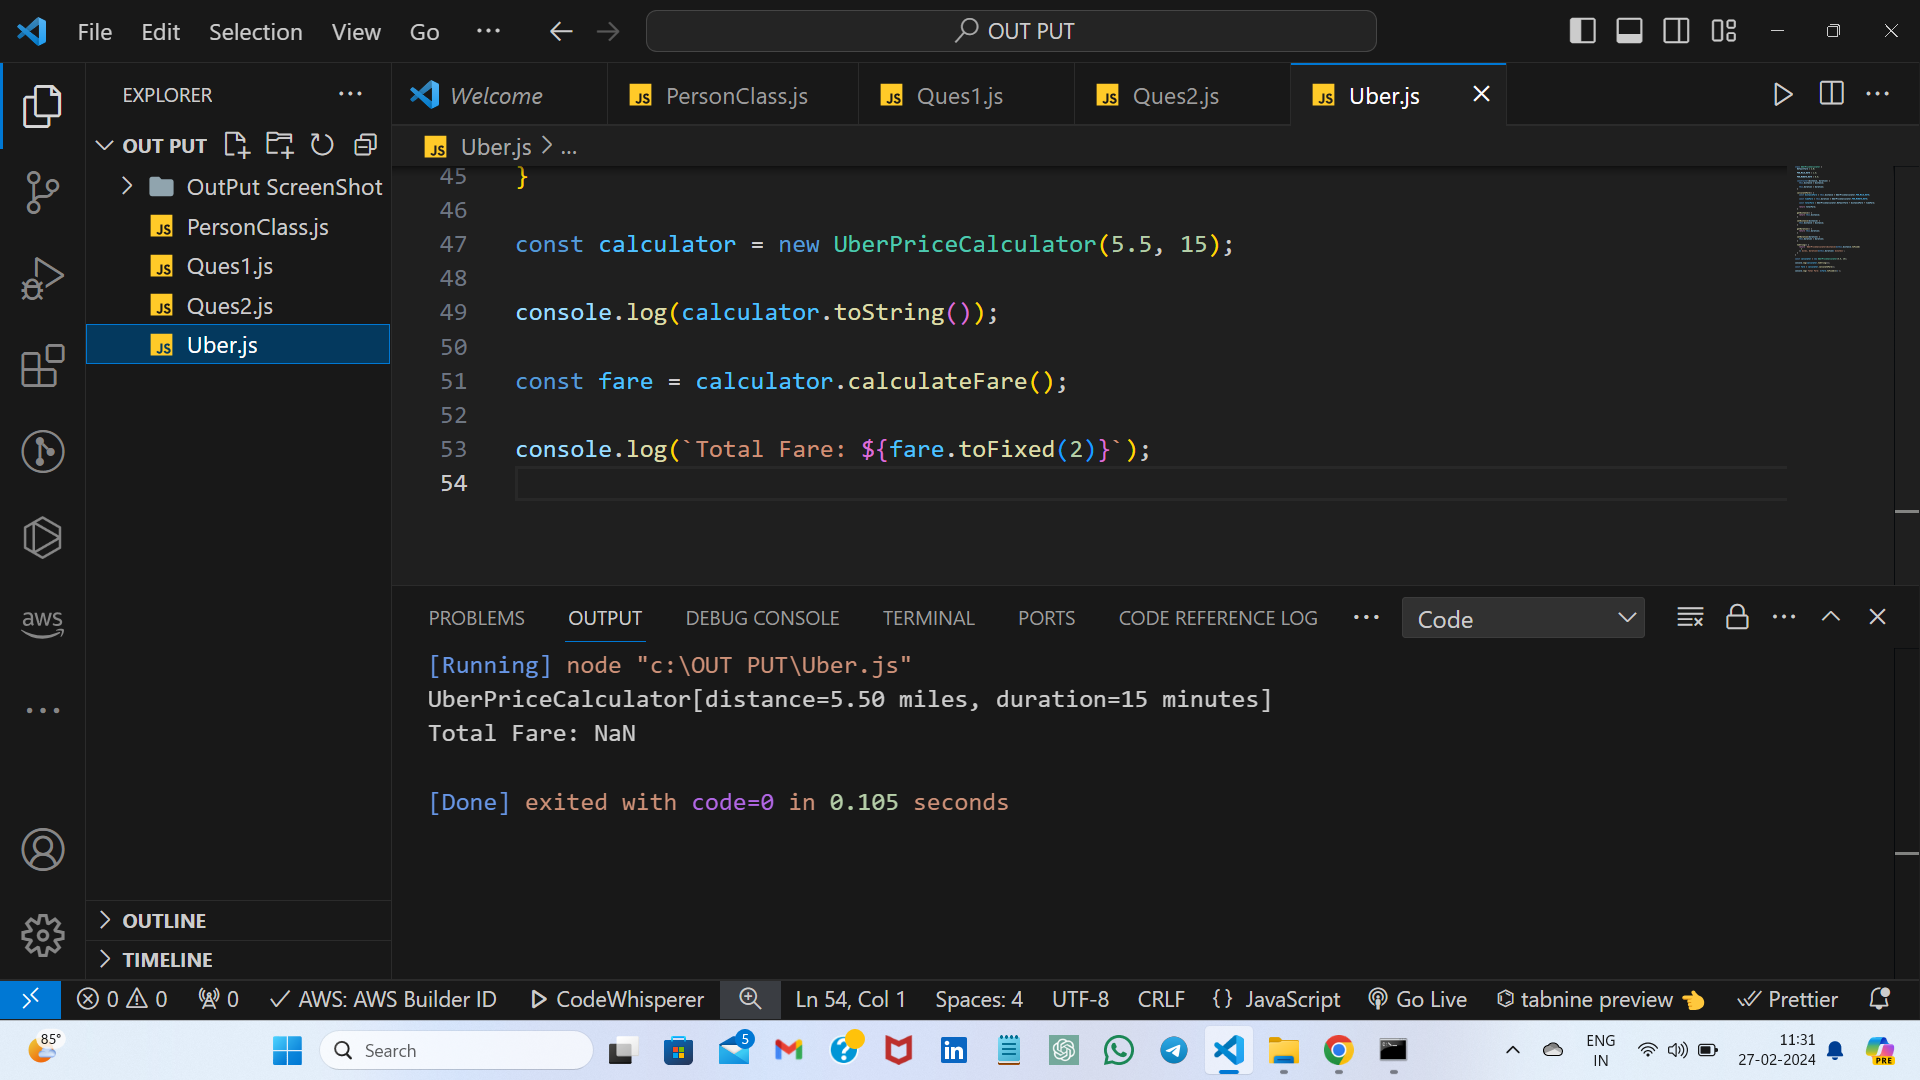 File Edit Selection View Go ...
OUT PUT
EXPLORER
OUT PUT
OutPut ScreenShot
PersonClass.js
Ques1.js
Ques2.js
Uber.js
OUTLINE
TIMELINE
aws
Welcome
JS PersonClass.js
JS Ques1.js
JS Ques2.js
JS Uber.js
JS Uber.js > ...
45 }
46
47 const calculator = new UberPriceCalculator(5.5, 15);
48
49 console.log(calculator.toString());
50
51 const fare = calculator.calculateFare();
52
53 console.log(`Total Fare: ${fare.toFixed(2)}`);
54
PROBLEMS OUTPUT DEBUG CONSOLE TERMINAL PORTS CODE REFERENCE LOG ... Code
[Running] node "c:\OUT PUT\Uber.js"
UberPriceCalculator[distance=5.50 miles, duration=15 minutes]
Total Fare: NaN
[Done] exited with code=0 in 0.105 seconds
0 0 0 AWS: AWS Builder ID CodeWhisperer Ln 54, Col 1 Spaces: 4 UTF-8 CRLF {} JavaScript Go Live tabnine preview Prettier
85°
Search
5
in
ENG
IN
11:31
27-02-2024
PRE